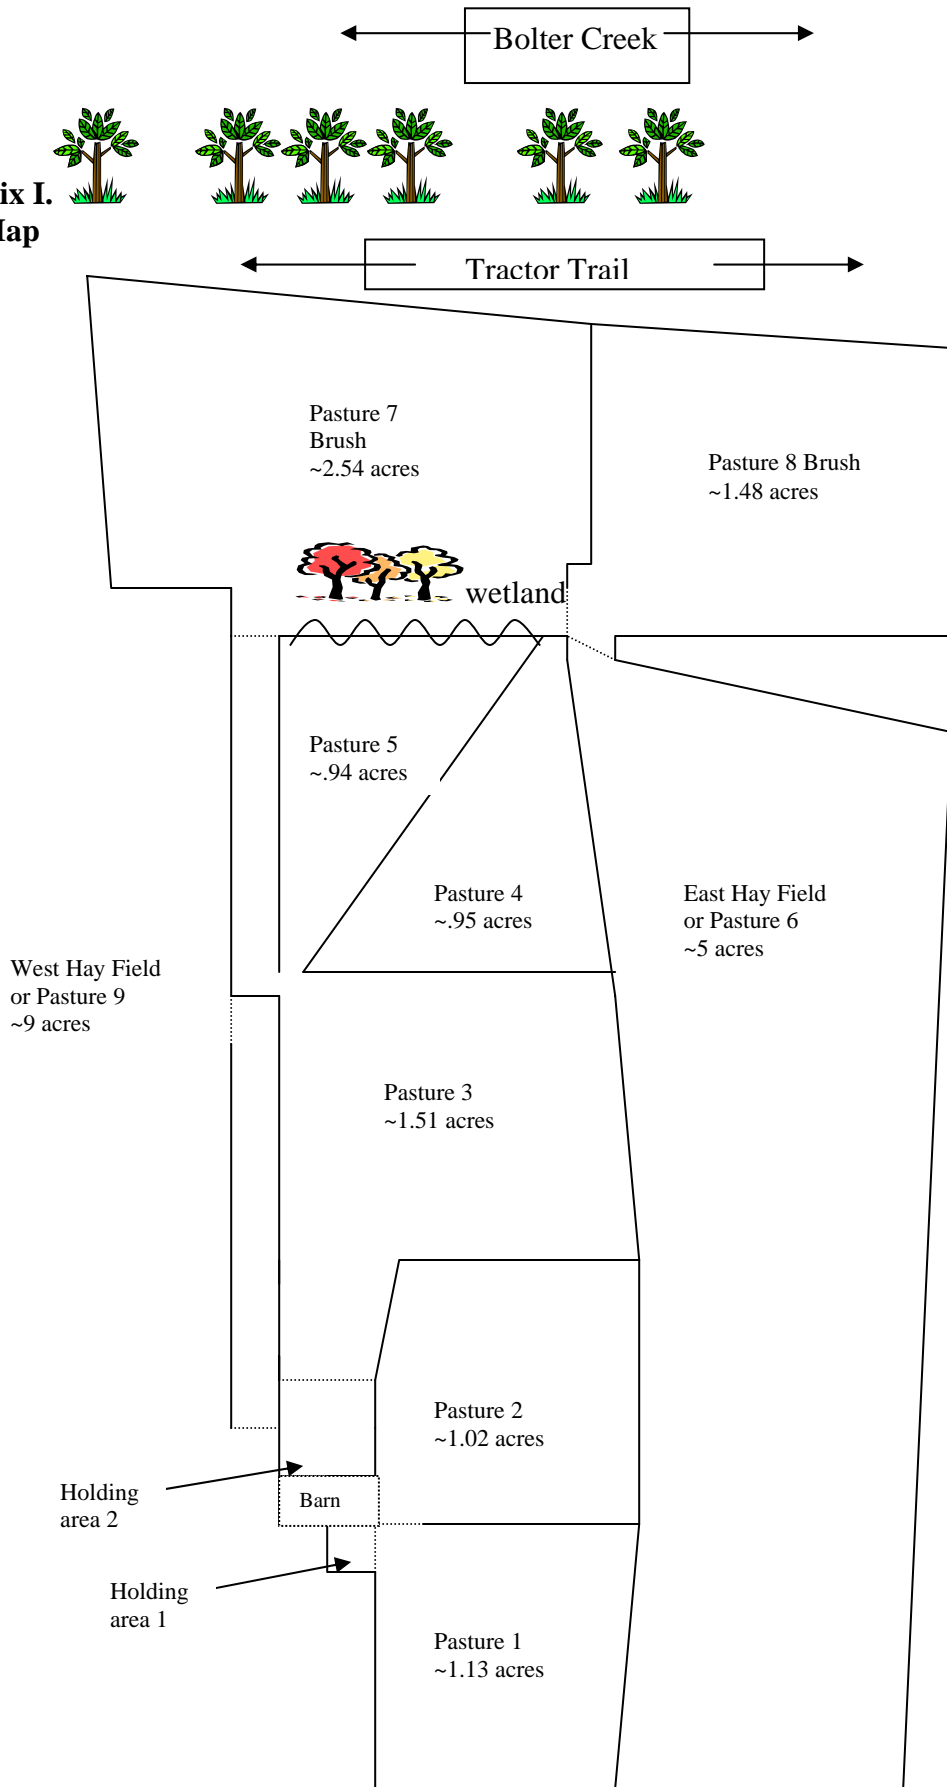 Bolter Creek
ix I.
Map
Tractor Trail
Pasture 7
Brush
~2.54 acres
Pasture 8 Brush
~1.48 acres
wetland
Pasture 5
~.94 acres
Pasture 4
~.95 acres
East Hay Field
or Pasture 6
~5 acres
West Hay Field
or Pasture 9
~9 acres
Pasture 3
~1.51 acres
Pasture 2
~1.02 acres
Holding
area 2
Barn
Holding
area 1
Pasture 1
~1.13 acres